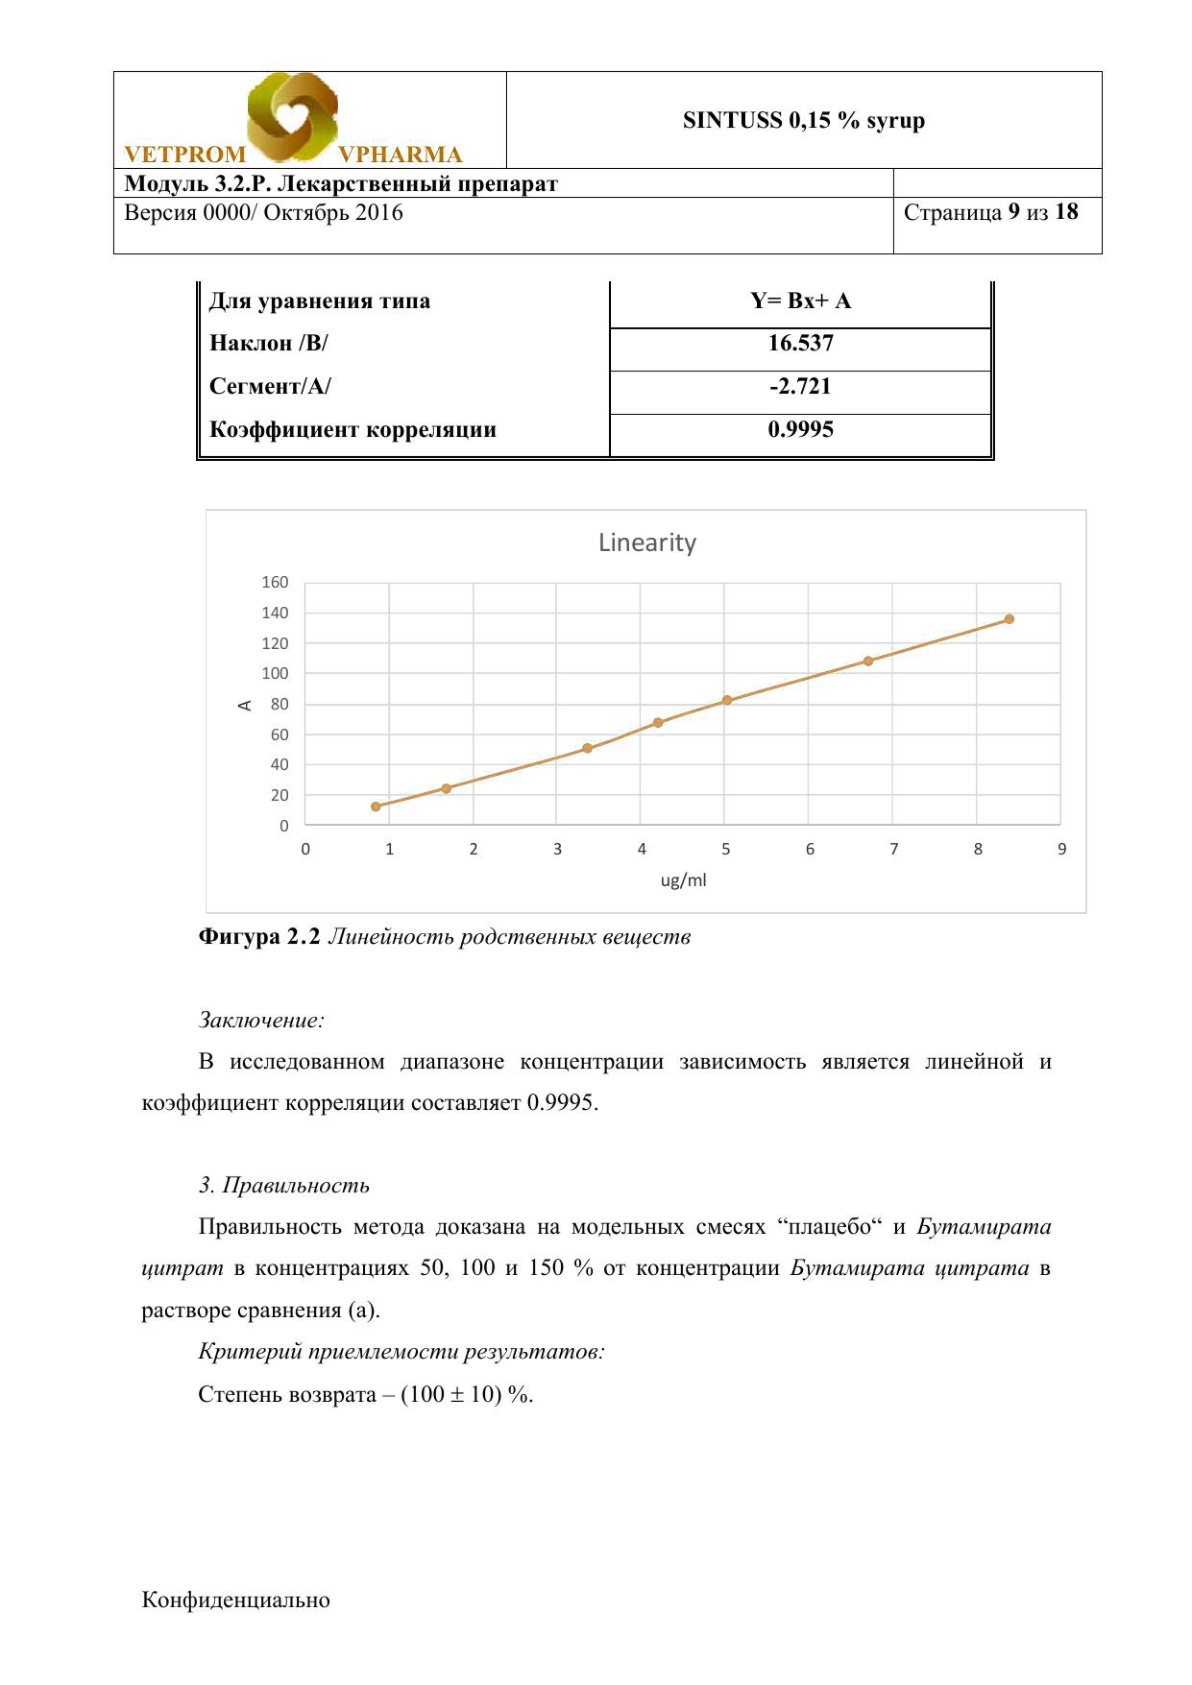 VETPROM VPHARMA
SINTUSS 0,15 % syrup
Модуль 3.2.P. Лекарственный препарат
Версия 0000/ Октябрь 2016
Страница 9 из 18
Для уравнения типа Y= Bx+ A
Наклон /B/ 16.537
Сегмент/A/ -2.721
Коэффициент корреляции 0.9995
Linearity
160
140
120
100
80
60
40
20
0
A
0 1 2 3 4 5 6 7 8 9
ug/ml
Фигура 2.2 Линейность родственных веществ
Заключение:
В исследованном диапазоне концентрации зависимость является линейной и
коэффициент корреляции составляет 0.9995.
3. Правильность
Правильность метода доказана на модельных смесях “плацебо“ и Бутамирата
цитрат в концентрациях 50, 100 и 150 % от концентрации Бутамирата цитрата в
растворе сравнения (а).
Критерий приемлемости результатов:
Степень возврата – (100 ± 10) %.
Конфиденциально